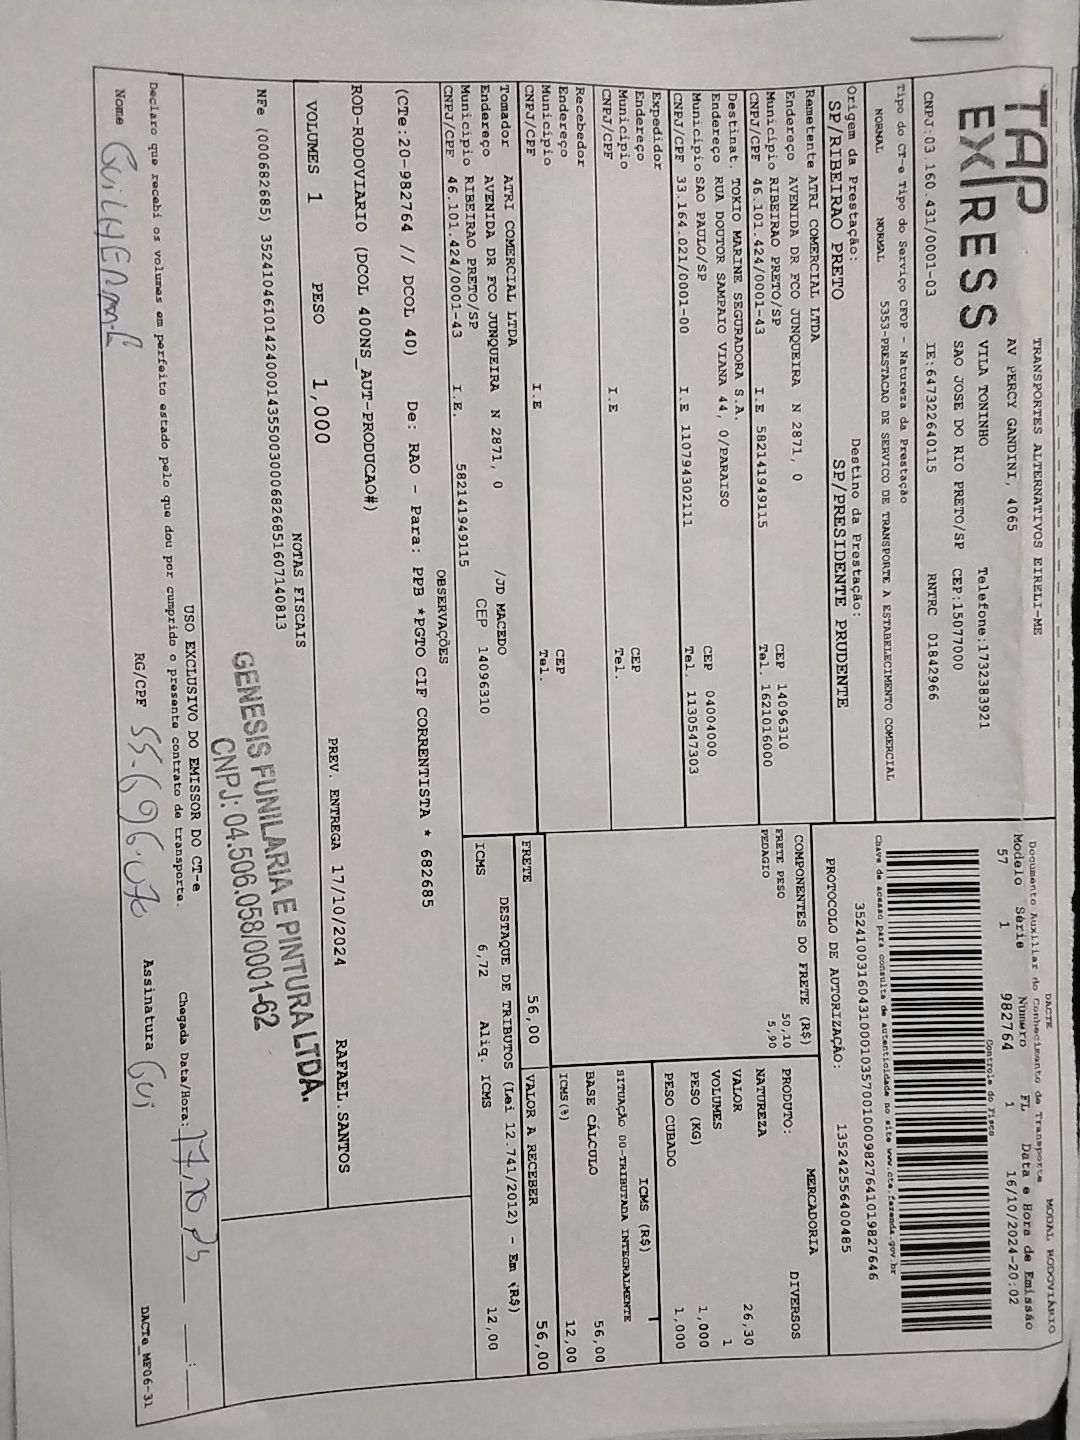 TAP EXPRESS
TRANSPORTES ALTERNATIVOS EIRELI-ME
AV PERCY GANDINI, 4065
VILA TONINHO Telefone:1732383921
SAO JOSE DO RIO PRETO/SP CEP:15077000
CNPJ:03.160.431/0001-03 IE:647322640115 RNTRC 01842966
DACTE MODAL RODOVIÁRIO
Documento Auxiliar do Conhecimento de Transporte
Modelo Série Número FL Data e Hora de Emissão
57 1 982764 1 16/10/2024-20:02
Controle do Fisco
Chave de acesso para consulta de autenticidade no site www.cte.fazenda.gov.br
35241003160431000103570010009827641019827646
PROTOCOLO DE AUTORIZAÇÃO: 135242556400485
Tipo do CT-e Tipo do Serviço CFOP - Natureza da Prestação
NORMAL NORMAL 5353-PRESTACAO DE SERVICO DE TRANSPORTE A ESTABELECIMENTO COMERCIAL
Origem da Prestação: Destino da Prestação:
SP/RIBEIRAO PRETO SP/PRESIDENTE PRUDENTE
Remetente ATRI COMERCIAL LTDA
Endereço AVENIDA DR FCO JUNQUEIRA N 2871, 0
Município RIBEIRAO PRETO/SP CEP 14096310
CNPJ/CPF 46.101.424/0001-43 I.E 582141949115 Tel. 1621016000
Destinat. TOKIO MARINE SEGURADORA S.A.
Endereço RUA DOUTOR SAMPAIO VIANA 44, 0/PARAISO
Município SAO PAULO/SP CEP 04004000
CNPJ/CPF 33.164.021/0001-00 I.E 110794302111 Tel. 1130547303
Expedidor
Endereço
Município CEP
CNPJ/CPF I.E Tel.
Recebedor
Endereço
Município CEP
CNPJ/CPF I.E Tel.
Tomador ATRI COMERCIAL LTDA
Endereço AVENIDA DR FCO JUNQUEIRA N 2871, 0 /JD MACEDO
Município RIBEIRAO PRETO/SP CEP 14096310
CNPJ/CPF 46.101.424/0001-43 I.E. 582141949115
COMPONENTES DO FRETE (R$)
FRETE PESO 50,10
PEDAGIO 5,90
PRODUTO: MERCADORIA
NATUREZA DIVERSOS
VALOR 26,30
VOLUMES 1
PESO (KG) 1,000
PESO CUBADO 1,000
ICMS (R$)
SITUAÇÃO 00-TRIBUTADA INTEGRALMENTE
BASE CÁLCULO 56,00
ICMS(%) 12,00
FRETE 56,00 VALOR A RECEBER 56,00
DESTAQUE DE TRIBUTOS (Lei 12.741/2012) - Em (R$)
ICMS 6,72 Aliq. ICMS 12,00
OBSERVAÇÕES
(CTe:20-982764 // DCOL 40) De: RAO - Para: PPB *PGTO CIF CORRENTISTA * 682685
ROD-RODOVIARIO (DCOL 400NS_AUT-PRODUCAO#)
VOLUMES 1 PESO 1,000 PREV. ENTREGA 17/10/2024 RAFAEL.SANTOS
NOTAS FISCAIS
NFe (000682685) 35241046101424000143550030006826851607140813
GENESIS FUNILARIA E PINTURA LTDA.
CNPJ: 04.506.058/0001-62
USO EXCLUSIVO DO EMISSOR DO CT-e
Declaro que recebi os volumes em perfeito estado pelo que dou por cumprido o presente contrato de transporte. Chegada Data/Hora: 17,10 :
Nome RG/CPF 55.696.070 Assinatura Gui
DACTe_MF06-31